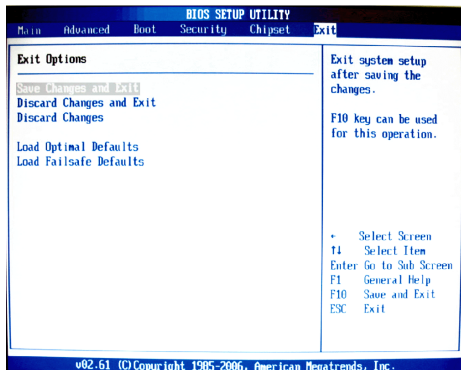 BIOS SETUP UTILITY
Main Advanced Boot Security Chipset Exit
Exit Options
Save Changes and Exit
Discard Changes and Exit
Discard Changes
Load Optimal Defaults
Load Failsafe Defaults
Exit system setup
after saving the
changes.
F10 key can be used
for this operation.
← Select Screen
↑↓ Select Item
Enter Go to Sub Screen
F1 General Help
F10 Save and Exit
ESC Exit
v02.61 (C)Copyright 1985-2006, American Megatrends, Inc.